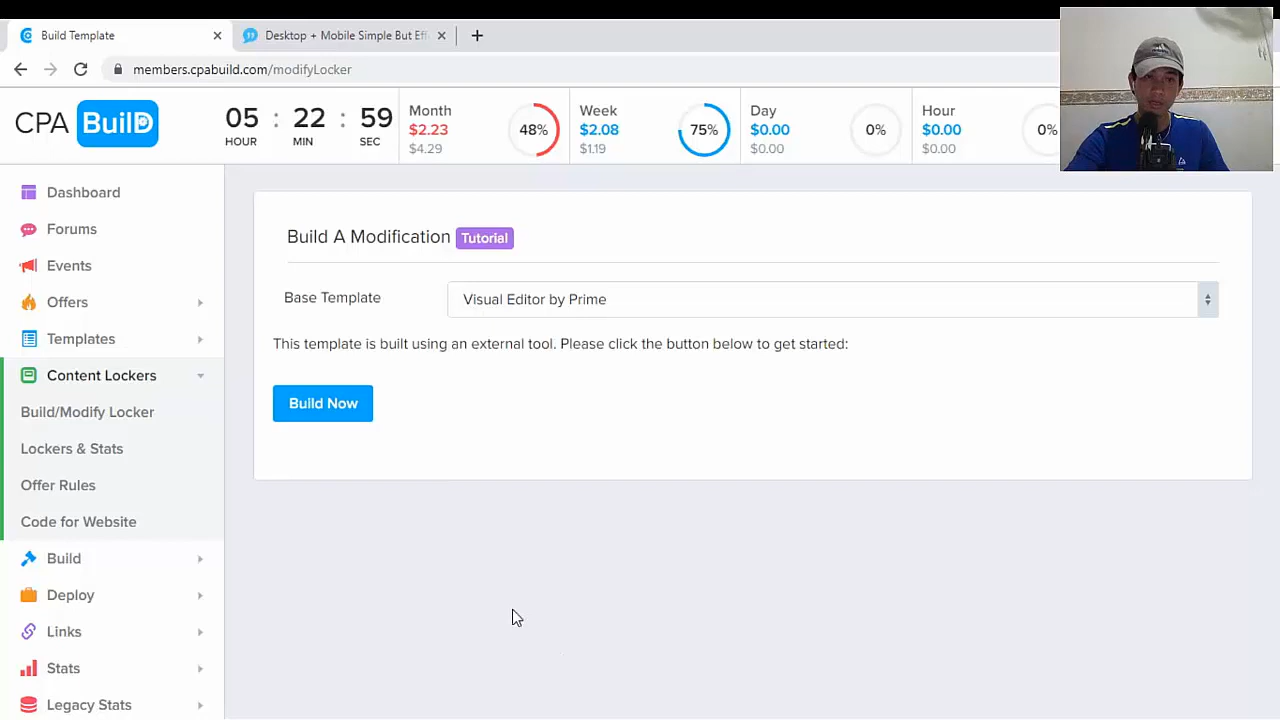 Build Template
Desktop + Mobile Simple But Eff
members.cpabuild.com/modifyLocker
CPA BuilD
05 : 22 : 59
HOUR MIN SEC
Month
$2.23
$4.29
48%
Week
$2.08
$1.19
75%
Day
$0.00
$0.00
0%
Hour
$0.00
$0.00
0%
Dashboard
Forums
Events
Offers
Templates
Content Lockers
Build/Modify Locker
Lockers & Stats
Offer Rules
Code for Website
Build
Deploy
Links
Stats
Legacy Stats
Build A Modification Tutorial
Base Template
Visual Editor by Prime
This template is built using an external tool. Please click the button below to get started:
Build Now